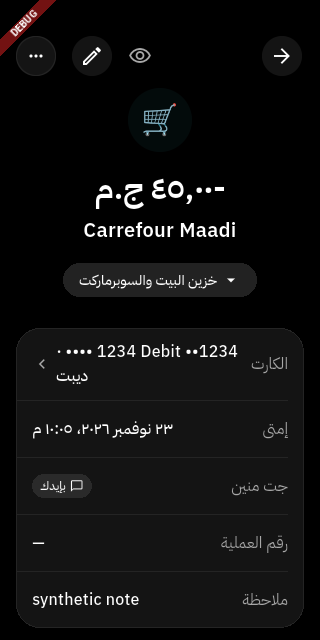 DEBUG
-٤٥,٠٠ ج.م
Carrefour Maadi
خزين البيت والسوبرماركت
الكارت
· •••• 1234 Debit ••1234
ديبت
إمتى
٢٣ نوفمبر ٢٠٢٦، ١٠:٠٥ م
جت منين
بإيدك
رقم العملية
—
ملاحظة
synthetic note